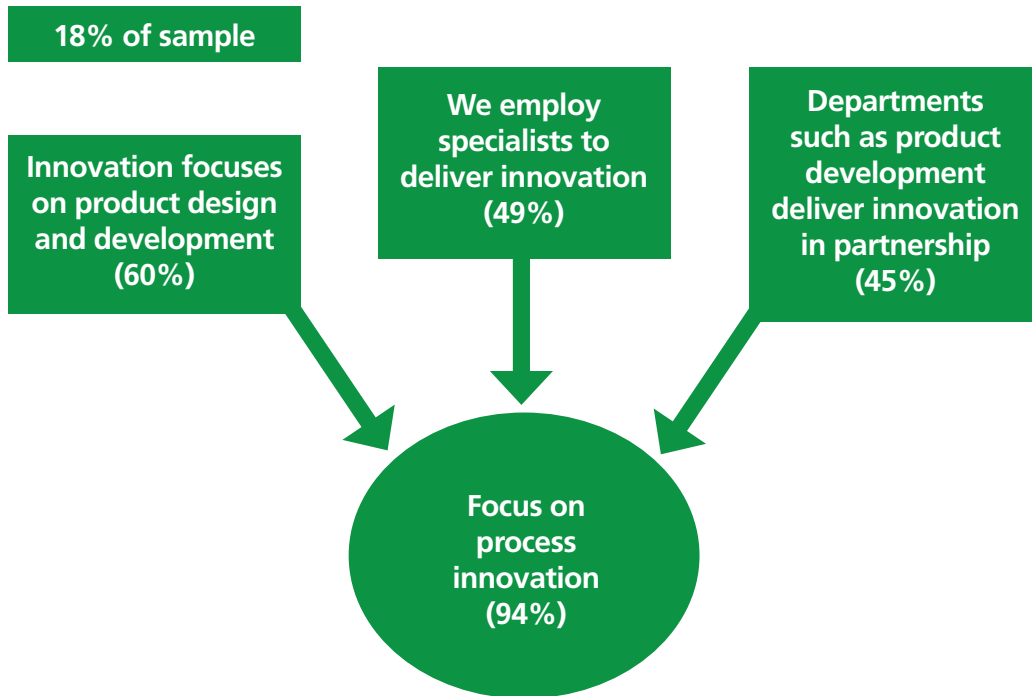 18% of sample
Innovation focuses
on product design
and development
(60%)
We employ
specialists to
deliver innovation
(49%)
Departments
such as product
development
deliver innovation
in partnership
(45%)
Focus on
process
innovation
(94%)